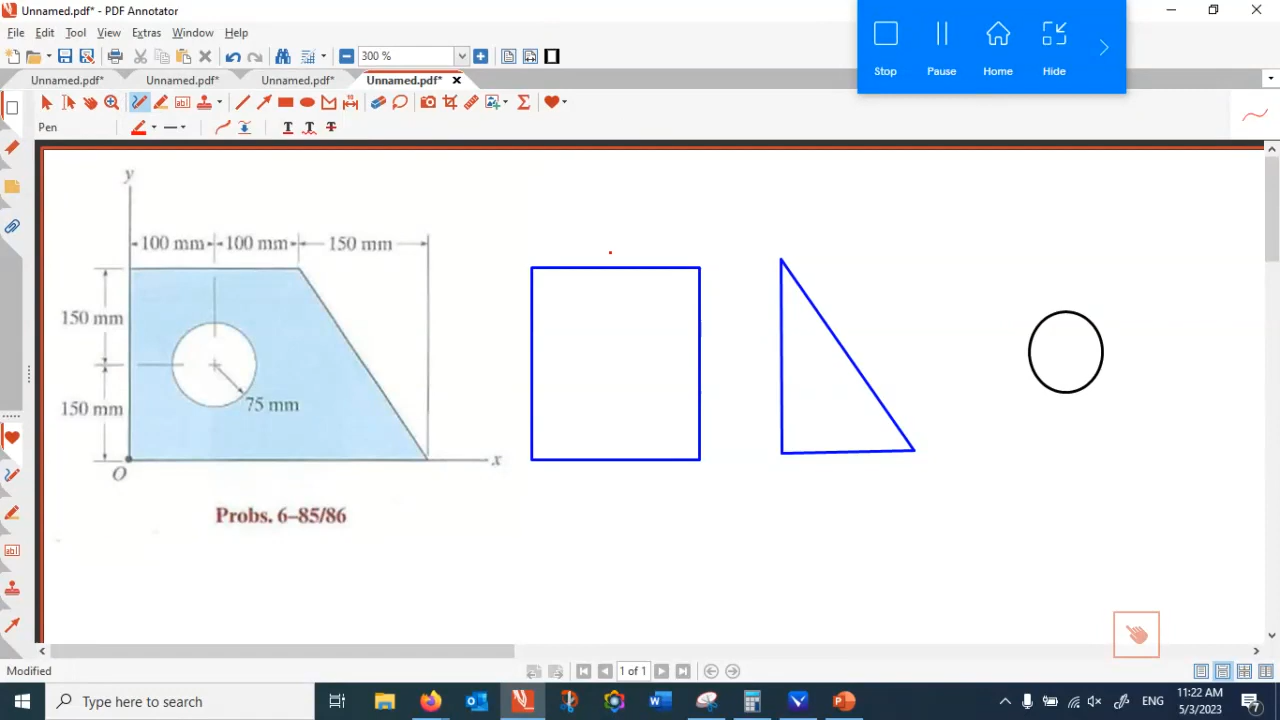 Unnamed.pdf* - PDF Annotator
File Edit Tool View Extras Window Help
300 %
Unnamed.pdf* Unnamed.pdf* Unnamed.pdf* Unnamed.pdf*
Stop Pause Home Hide
Pen
y
100 mm 100 mm 150 mm
150 mm
150 mm
75 mm
O x
Probs. 6–85/86
1 of 1
Modified
Type here to search
ENG
11:22 AM
5/3/2023
7